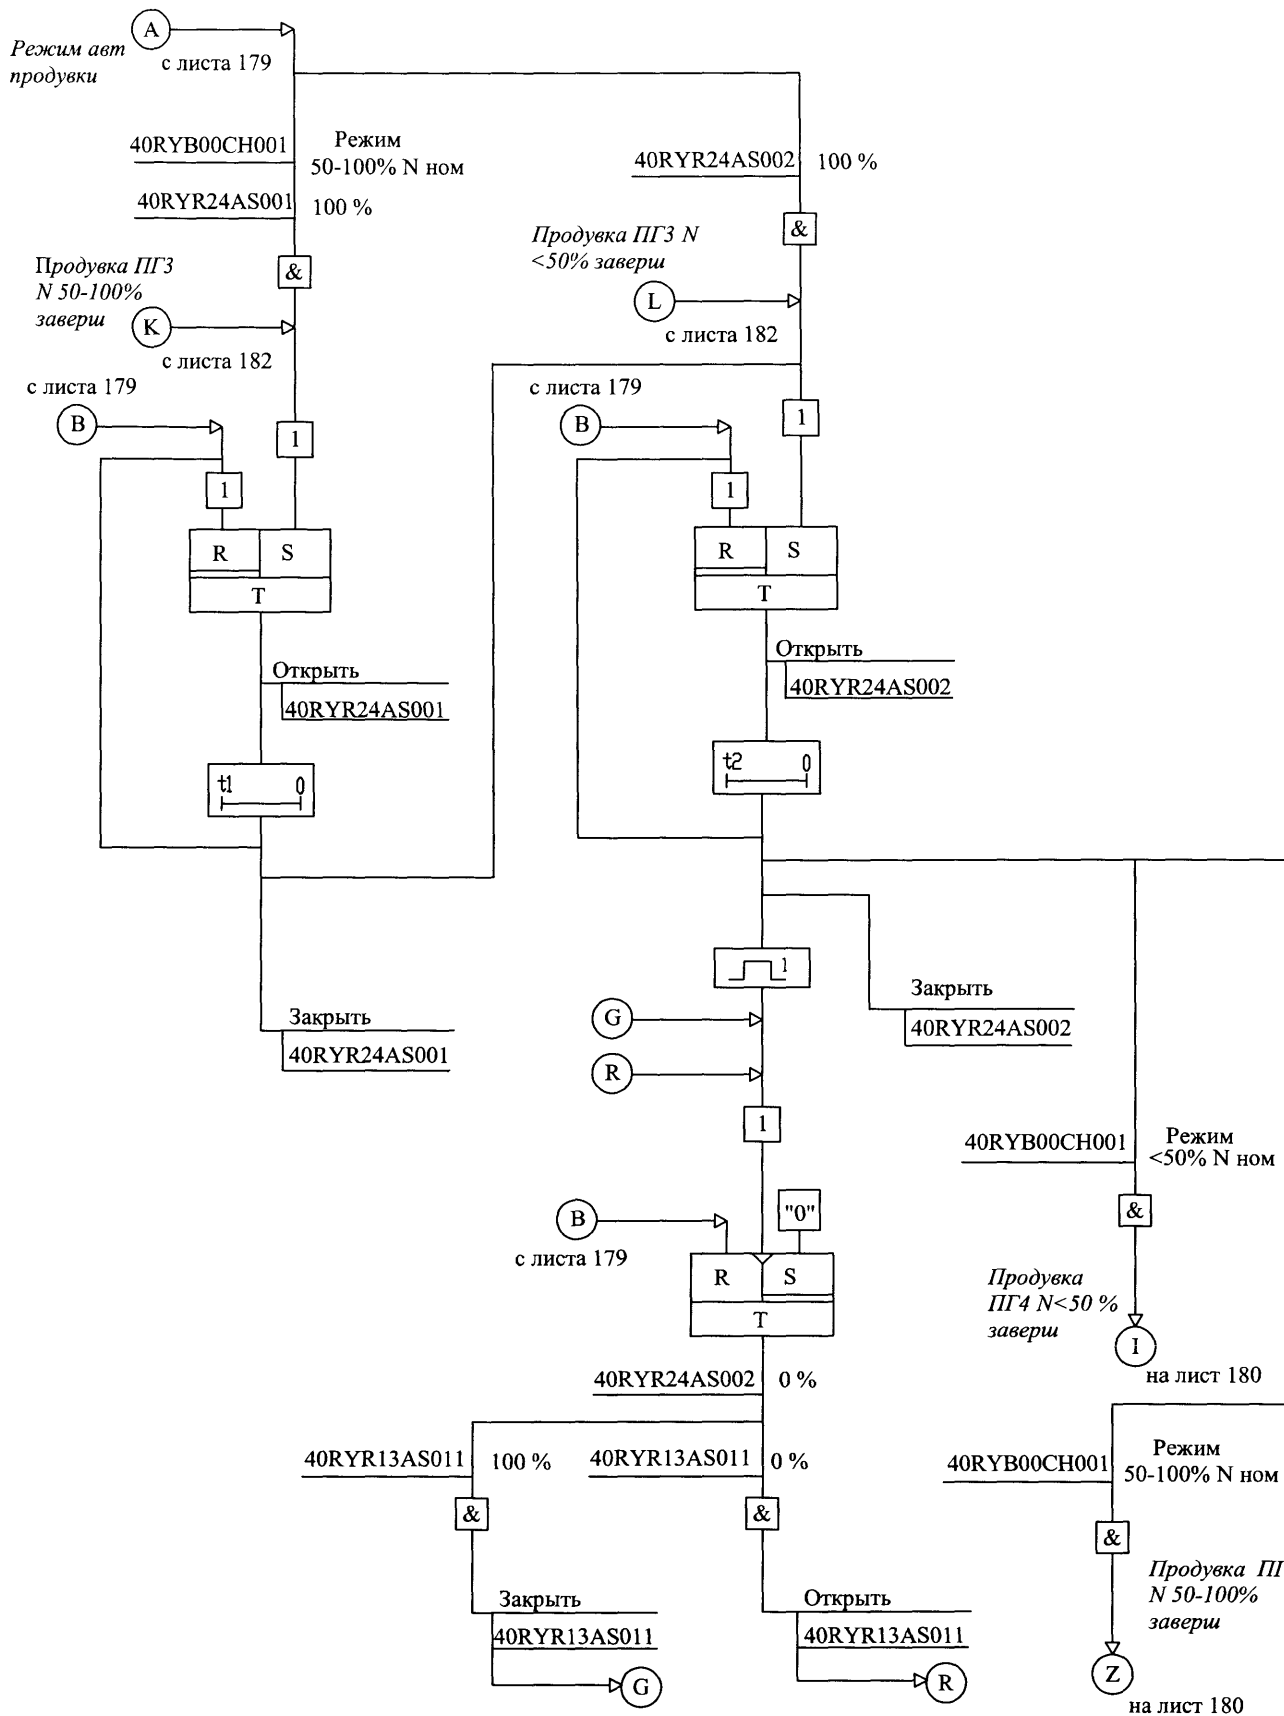 A
Режим авт
продувки
с листа 179
40RYB00CH001
Режим
50-100% N ном
40RYR24AS001
100 %
40RYR24AS002
100 %
&
&
Продувка ПГ3
N 50-100%
заверш
K
с листа 182
Продувка ПГ3 N
<50% заверш
L
с листа 182
с листа 179
B
1
1
R
S
T
Открыть
40RYR24AS001
t1
0
Закрыть
40RYR24AS001
с листа 179
B
1
1
R
S
T
Открыть
40RYR24AS002
t2
0
1
Закрыть
40RYR24AS002
G
R
1
B
с листа 179
"0"
R
S
T
40RYR24AS002
0 %
40RYR13AS011
100 %
40RYR13AS011
0 %
&
&
Закрыть
40RYR13AS011
G
Открыть
40RYR13AS011
R
40RYB00CH001
Режим
<50% N ном
&
Продувка
ПГ4 N<50 %
заверш
I
на лист 180
40RYB00CH001
Режим
50-100% N ном
&
Продувка
N 50-100%
заверш
Z
на лист 180